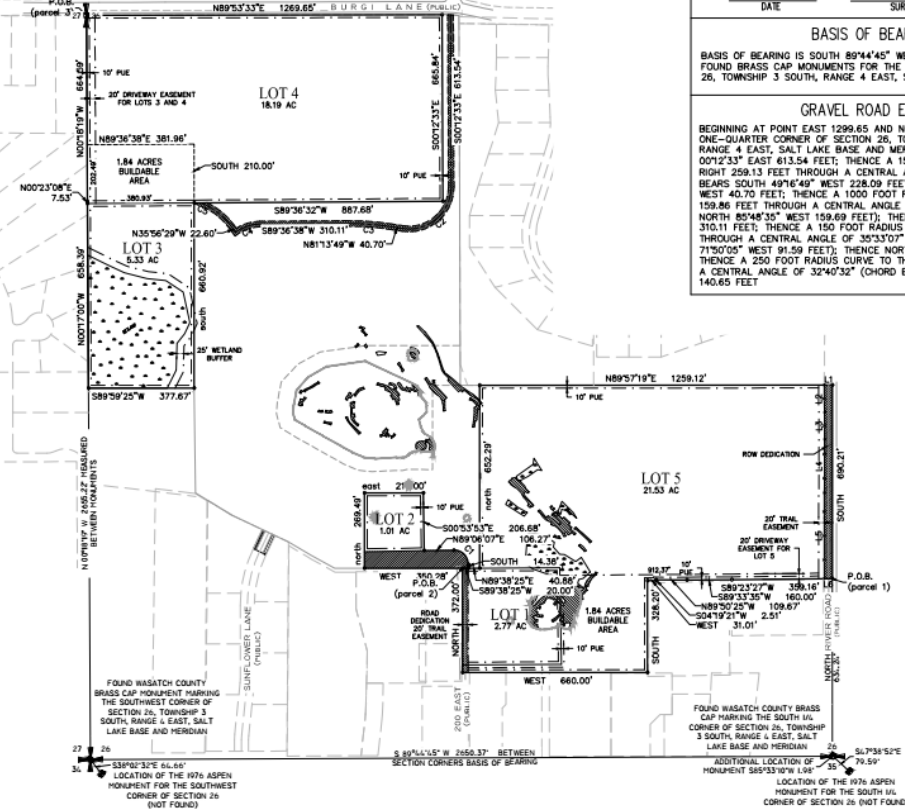 P.O.B.
(parcel 3)
27
N89'53'33"E 1269.65'
BURGI LANE (PUBLIC)
DATE
SUR
BASIS OF BEAR
BASIS OF BEARING IS SOUTH 89°44'45" WE
FOUND BRASS CAP MONUMENTS FOR THE
26, TOWNSHIP 3 SOUTH, RANGE 4 EAST, S
GRAVEL ROAD E
BEGINNING AT POINT EAST 1299.65 AND N
ONE-QUARTER CORNER OF SECTION 26, TO
RANGE 4 EAST, SALT LAKE BASE AND MER
00'12'33" EAST 613.54 FEET; THENCE A 15
RIGHT 259.13 FEET THROUGH A CENTRAL A
BEARS SOUTH 49'16'49" WEST 228.09 FEET
WEST 40.70 FEET; THENCE A 1000 FOOT R
159.86 FEET THROUGH A CENTRAL ANGLE
NORTH 85'48'35" WEST 159.69 FEET); THE
310.11 FEET; THENCE A 150 FOOT RADIUS
THROUGH A CENTRAL ANGLE OF 35'33'07"
71'50'05" WEST 91.59 FEET); THENCE NORT
THENCE A 250 FOOT RADIUS CURVE TO TH
A CENTRAL ANGLE OF 32'40'32" (CHORD B
140.65 FEET
664.59'
N00'18'19"W
10' PUE
20' DRIVEWAY EASEMENT
FOR LOTS 3 AND 4
LOT 4
18.19 AC
665.84'
S00'12'33"E
S00'12'33"E 613.54'
N89'36'38"E 381.96'
1.84 ACRES
BUILDABLE
AREA
202.49'
SOUTH 210.00'
10' PUE
N00'23'08"E
7.53'
380.93'
S89'36'32"W 887.68'
N35'56'29"W 22.60'
C4
S89'36'38"W 310.11'
C3
N81'13'49"W 40.70'
LOT 3
5.33 AC
N00'17'00"W 658.39'
660.92'
south
25' WETLAND
BUFFER
S89'59'25"W 377.67'
N89'57'19"E 1259.12'
10' PUE
L1
L2
L3
L4
L5
L6
ROW DEDICATION
SOUTH 690.21'
652.29'
north
LOT 5
21.53 AC
20' TRAIL
EASEMENT
20' DRIVEWAY
EASEMENT FOR
LOT 5
MEASURED
BETWEEN MONUMENTS
269.49'
north
LOT 2
1.01 AC
10' PUE
S00'53'53"E
206.68'
N89'06'07"E
106.27'
C1
SOUTH 14.38'
N89'38'25"E 40.88'
S89'38'25"W 20.00'
P.O.B.
(parcel 2)
ROAD
DEDICATION
20' TRAIL
EASEMENT
NORTH 372.00'
2.77 AC
1.84 ACRES
BUILDABLE
AREA
10' PUE
WEST 660.00'
SOUTH 328.20'
912.37'
10'
PUE
S89'23'27"W 359.16'
S89'33'35"W 160.00'
N89'50'25"W 109.67'
S04'19'21"W 2.51'
WEST 31.01'
P.O.B.
(parcel 1)
NORTH RIVER ROAD
(PUBLIC)
SUNFLOWER LANE
(PUBLIC)
200 EAST
(PUBLIC)
FOUND WASATCH COUNTY
BRASS CAP MONUMENT MARKING
THE SOUTHWEST CORNER OF
SECTION 26, TOWNSHIP 3
SOUTH, RANGE 4 EAST, SALT
LAKE BASE AND MERIDIAN
FOUND WASATCH COUNTY BRASS
CAP MARKING THE SOUTH 1/4
CORNER OF SECTION 26, TOWNSHIP
3 SOUTH, RANGE 4 EAST, SALT
LAKE BASE AND MERIDIAN
27
34
S38°02'32"E 64.66'
LOCATION OF THE 1976 ASPEN
MONUMENT FOR THE SOUTHWEST
CORNER OF SECTION 26
(NOT FOUND)
S 89°44'45" W 2650.37' BETWEEN
SECTION CORNERS BASIS OF BEARING
26
35
S47°38'52"E
79.59'
ADDITIONAL LOCATION OF
MONUMENT S85°33'10"W 1.98'
LOCATION OF THE 1976 ASPEN
MONUMENT FOR THE SOUTH 1/4
CORNER OF SECTION 26 (NOT FOUND)